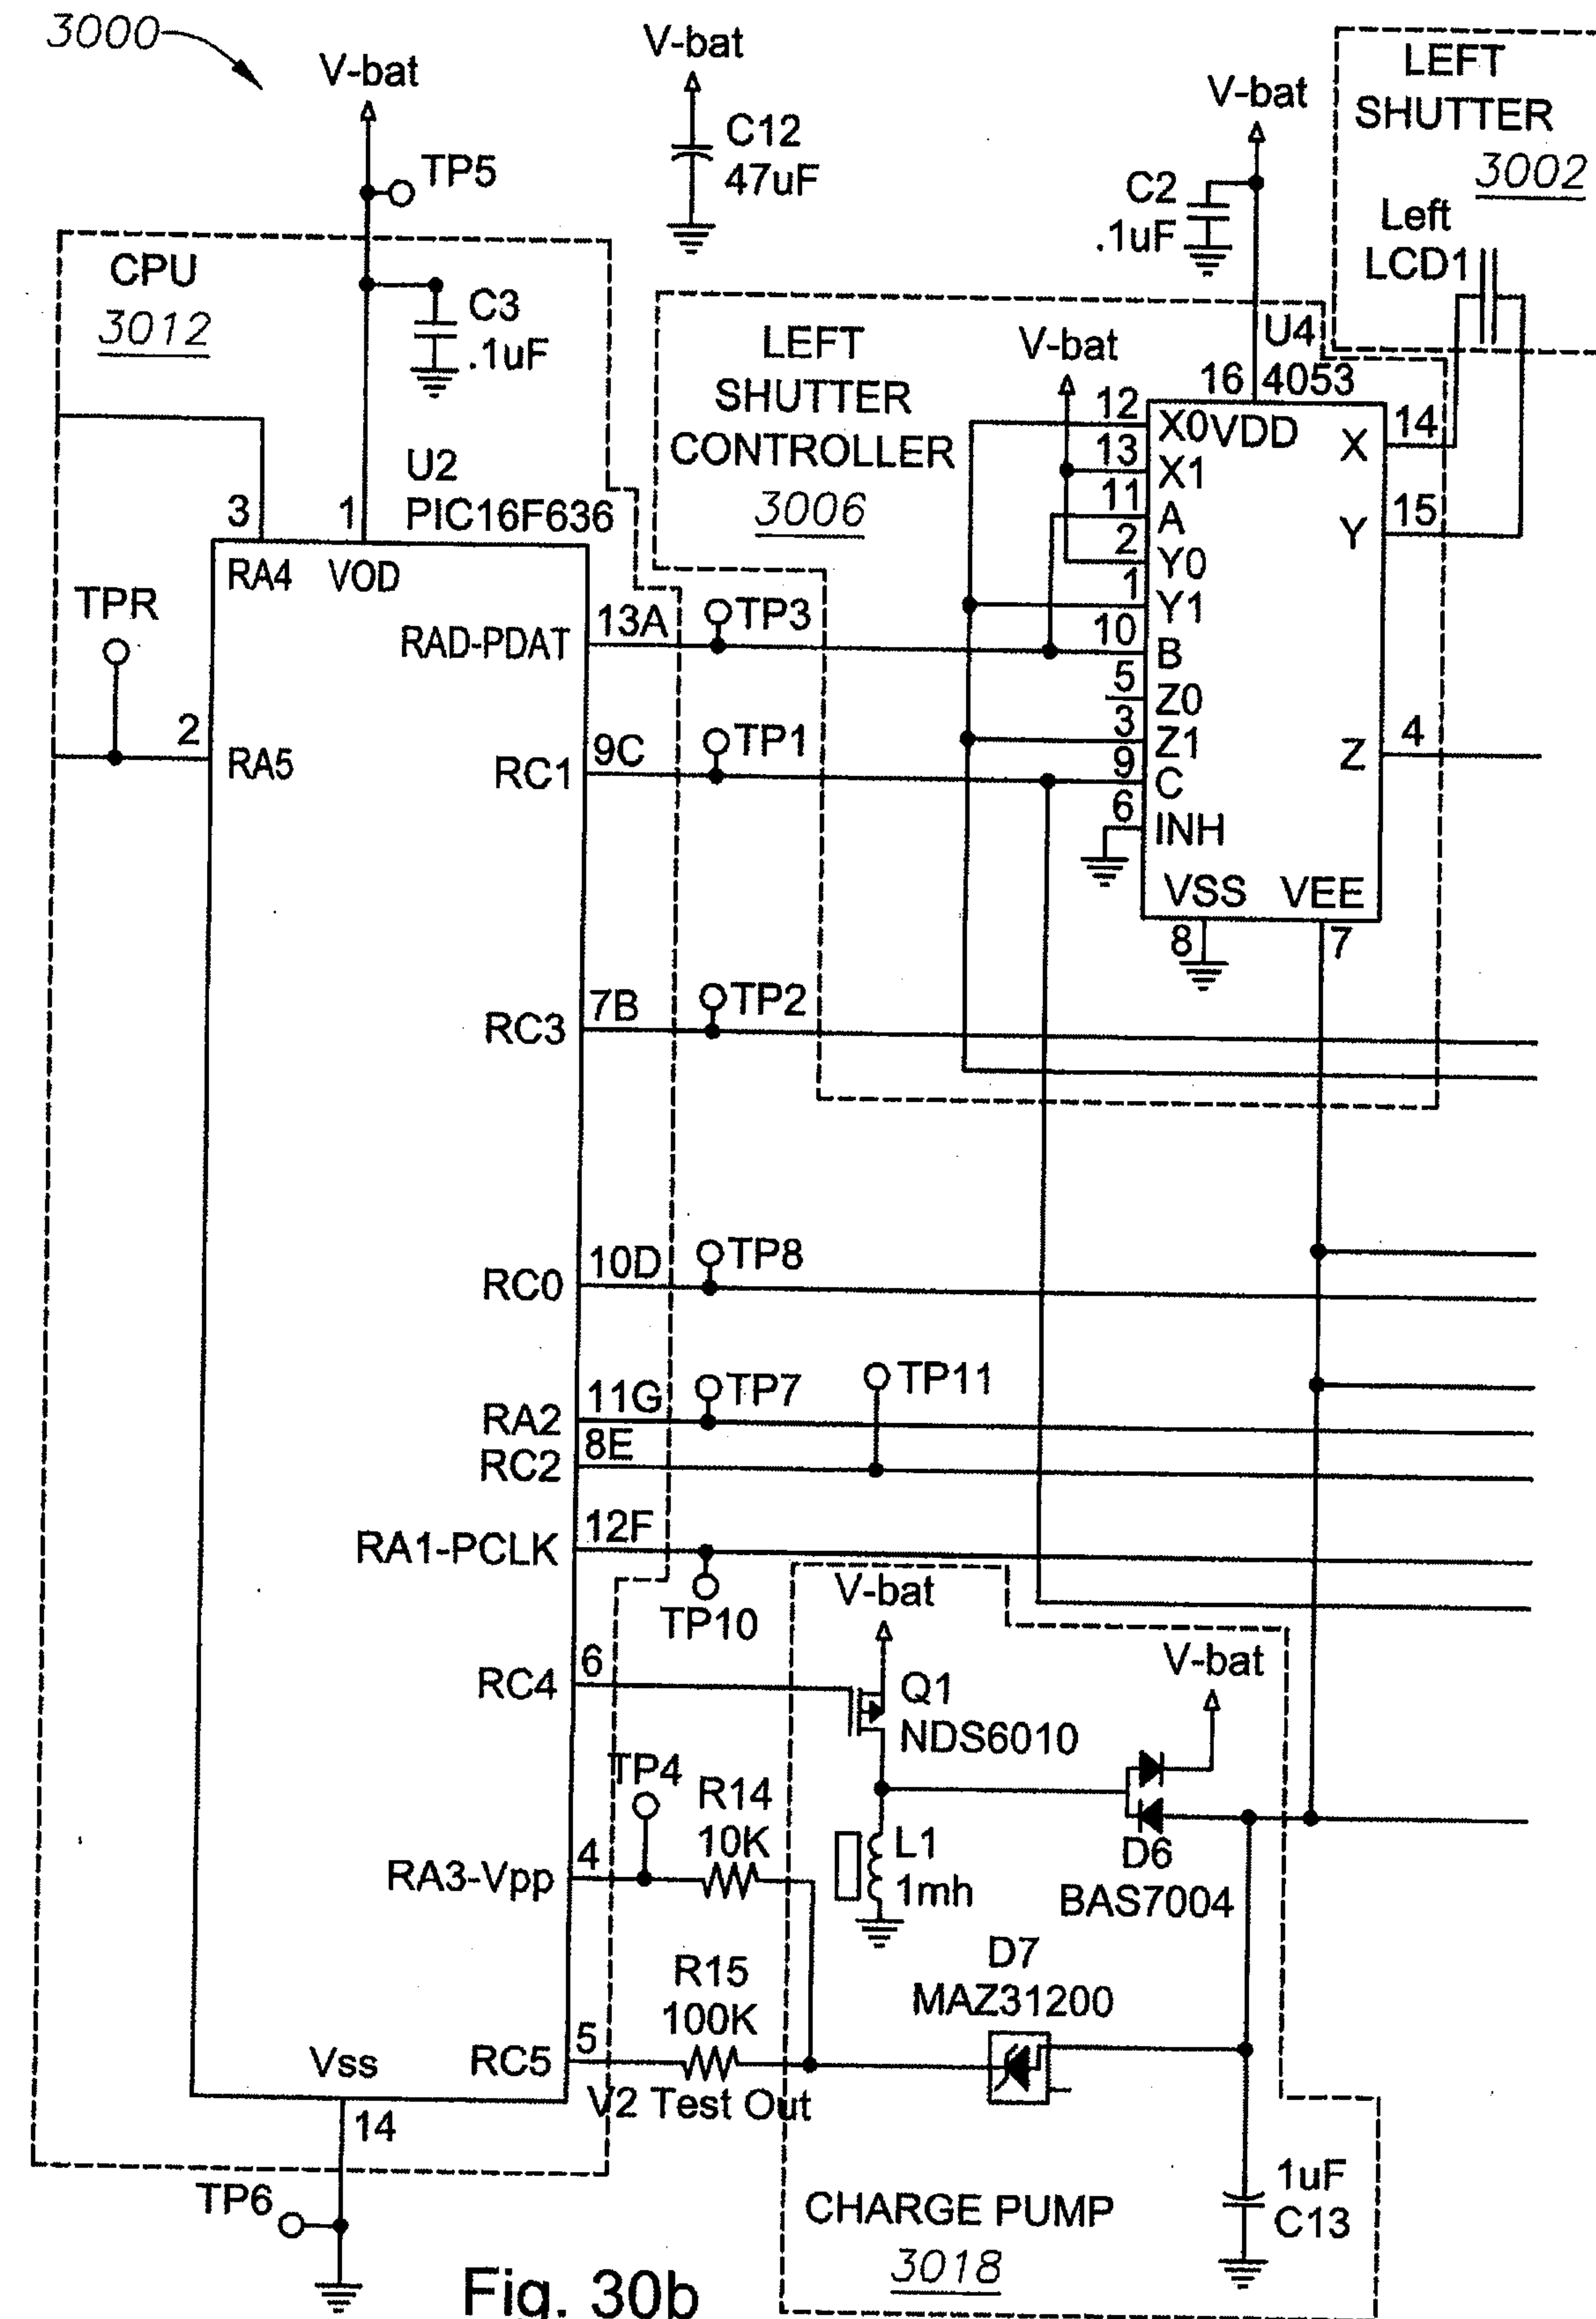 3000
V-bat
TP5
V-bat
C12
47uF
V-bat
C2
.1uF
LEFT
SHUTTER
3002
Left
LCD1
CPU
3012
C3
.1uF
U2
PIC16F636
3
1
RA4
VOD
TPR
2
RA5
RAD-PDAT
13A
TP3
RC1
9C
TP1
RC3
7B
TP2
RC0
10D
TP8
RA2
11G
TP7
TP11
RC2
8E
RA1-PCLK
12F
TP10
RC4
6
TP4
RA3-Vpp
4
R14
10K
R15
100K
RC5
5
V2 Test Out
Vss
14
TP6
LEFT
SHUTTER
CONTROLLER
3006
V-bat
U4
16
4053
12
X0
VDD
X
14
13
X1
11
A
2
Y0
Y
15
1
Y1
10
B
5
Z0
3
Z1
Z
4
9
C
6
INH
VSS
VEE
8
7
V-bat
Q1
NDS6010
V-bat
L1
1mh
D6
BAS7004
D7
MAZ31200
1uF
C13
CHARGE PUMP
3018
Fig. 30b